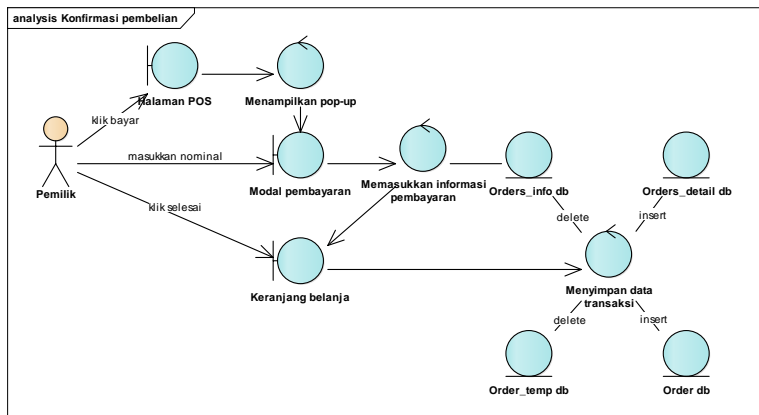 analysis Konfirmasi pembelian
Halaman POS
Menampilkan pop-up
klik bayar
Pemilik
masukkan nominal
Modal pembayaran
Memasukkan informasi
pembayaran
Orders_info db
Orders_detail db
klik selesai
delete
insert
Keranjang belanja
Menyimpan data
transaksi
delete
insert
Order_temp db
Order db